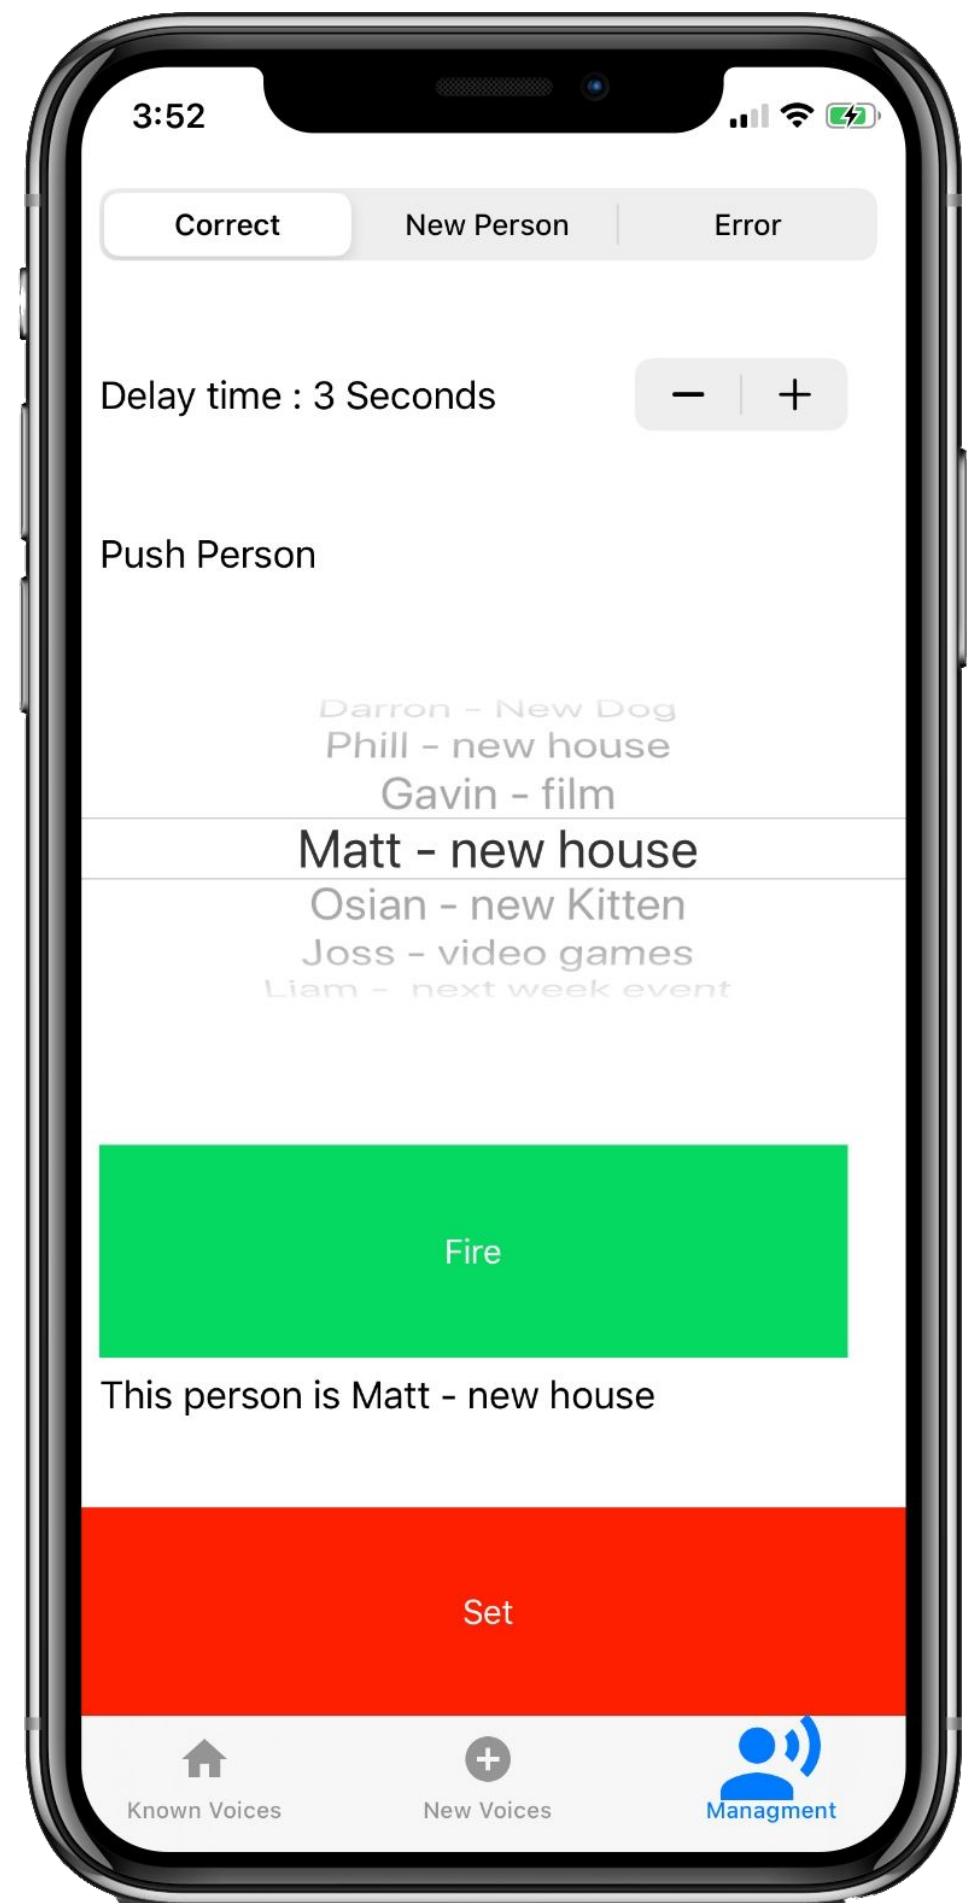 3:52
Correct New Person Error
Delay time : 3 Seconds
Push Person
Darron - New Dog
Phill - new house
Gavin - film
Matt - new house
Osian - new Kitten
Joss - video games
Liam - next week event
Fire
This person is Matt - new house
Set
Known Voices New Voices Managment